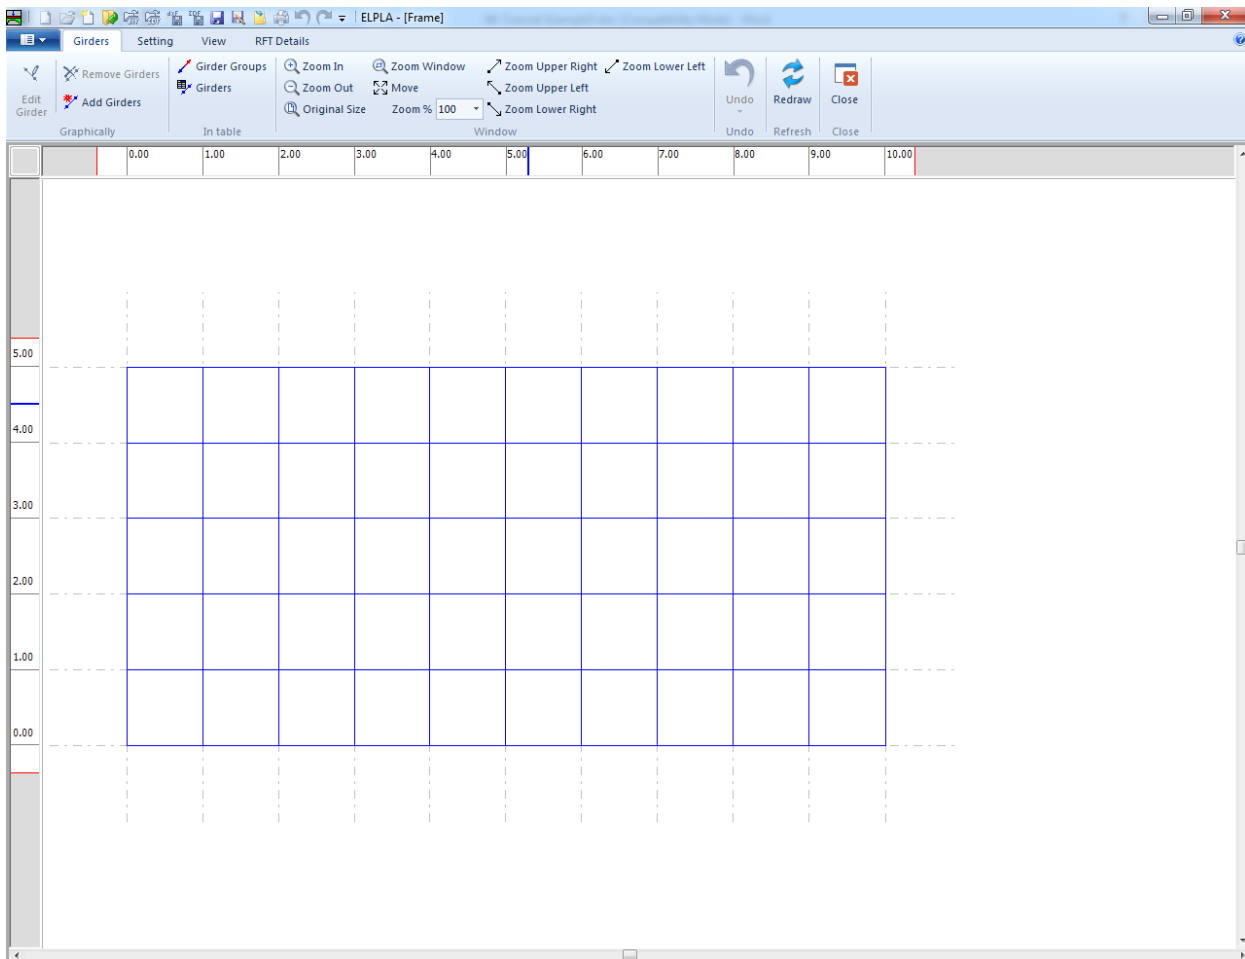 ELPLA - [Frame]
Girders Setting View RFT Details
Edit Girder
Remove Girders
Add Girders
Graphically
Girder Groups
Girders
In table
Zoom In Zoom Window Zoom Upper Right Zoom Lower Left
Zoom Out Move Zoom Upper Left
Original Size Zoom % 100 Zoom Lower Right
Window
Undo
Undo
Redraw
Refresh
Close
Close
0.00 1.00 2.00 3.00 4.00 5.00 6.00 7.00 8.00 9.00 10.00
5.00
4.00
3.00
2.00
1.00
0.00